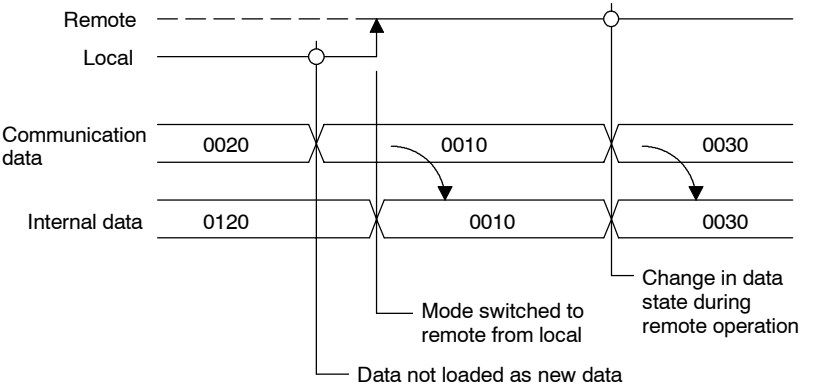 Remote
Local
Communication
data
0020
0010
0030
Internal data
0120
0010
0030
Change in data
state during
remote operation
Mode switched to
remote from local
Data not loaded as new data